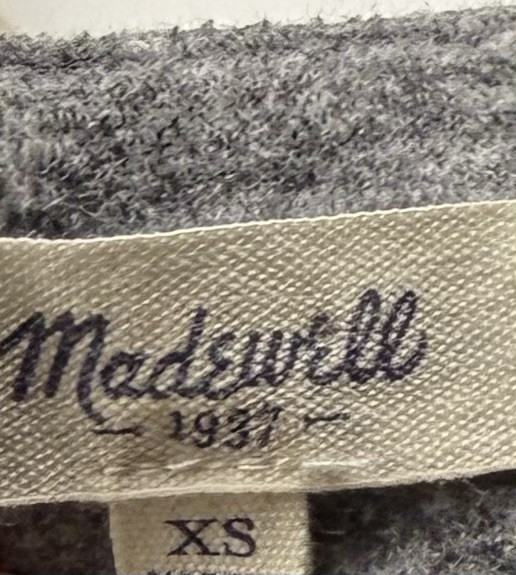 Madewell
— 1937 —
XS